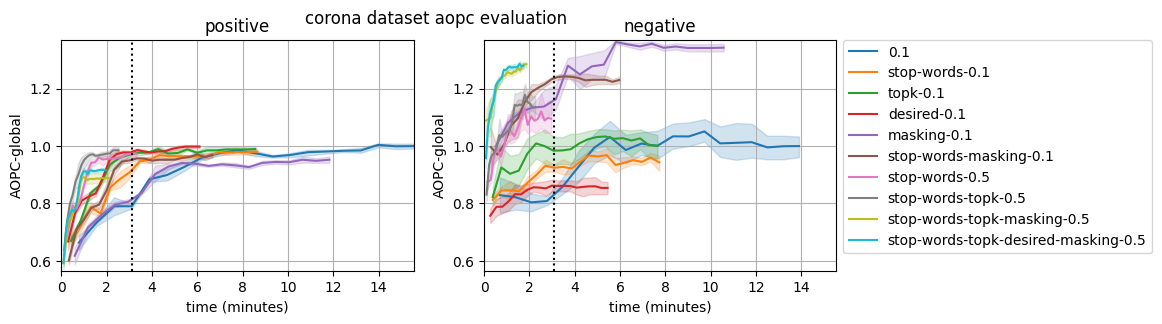 corona dataset aopc evaluation
positive
negative
AOPC-global
1.2
1.0
0.8
0.6
0
2
4
6
8
10
12
14
time (minutes)
AOPC-global
1.2
1.0
0.8
0.6
0
2
4
6
8
10
12
14
time (minutes)
0.1
stop-words-0.1
topk-0.1
desired-0.1
masking-0.1
stop-words-masking-0.1
stop-words-0.5
stop-words-topk-0.5
stop-words-topk-masking-0.5
stop-words-topk-desired-masking-0.5